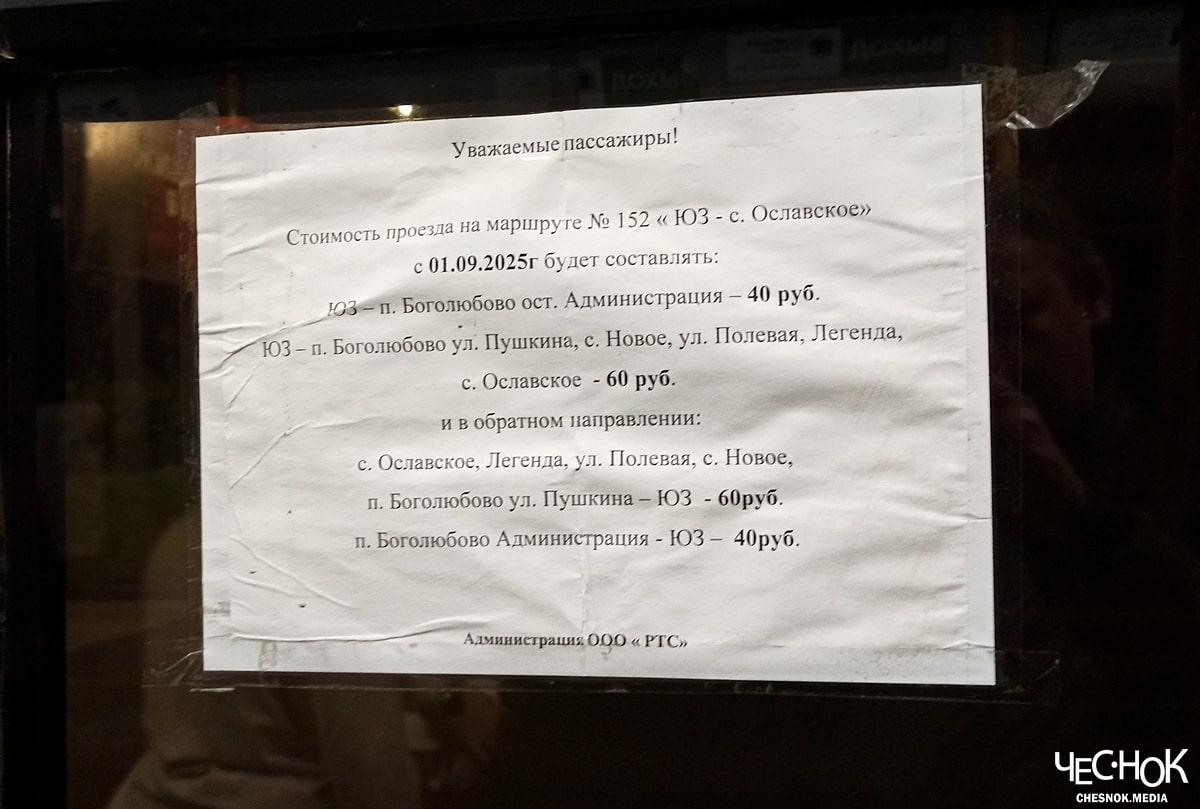 Уважаемые пассажиры!
Стоимость проезда на маршруте № 152 « ЮЗ - с. Ославское»
с 01.09.2025г будет составлять:
ЮЗ – п. Боголюбово ост. Администрация – 40 руб.
ЮЗ – п. Боголюбово ул. Пушкина, с. Новое, ул. Полевая, Легенда,
с. Ославское - 60 руб.
и в обратном направлении:
с. Ославское, Легенда, ул. Полевая, с. Новое,
п. Боголюбово ул. Пушкина – ЮЗ - 60руб.
п. Боголюбово Администрация - ЮЗ – 40руб.
Администрация ООО « РТС»
ЧЕСНОК
CHESNOK.MEDIA